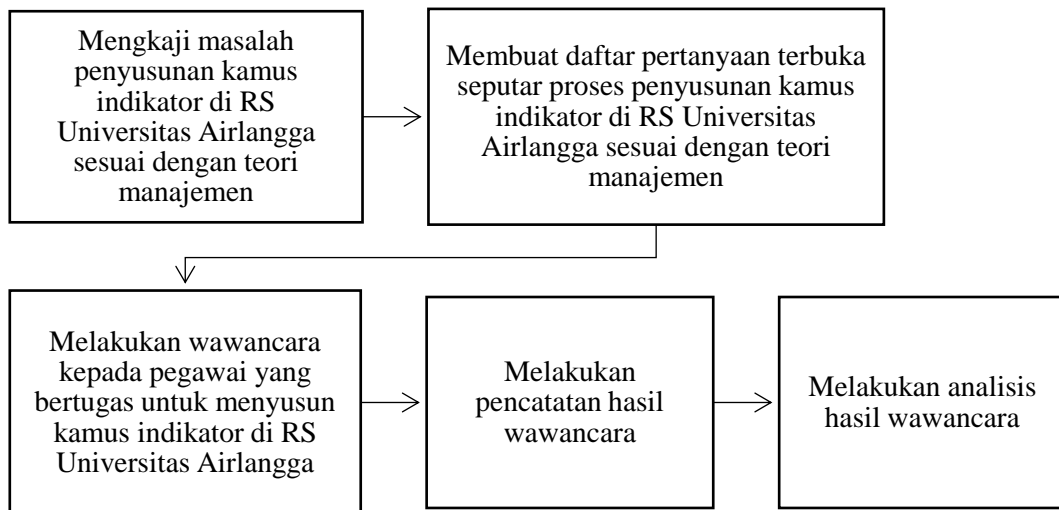 Mengkaji masalah
penyusunan kamus
indikator di RS
Universitas Airlangga
sesuai dengan teori
manajemen
Membuat daftar pertanyaan terbuka
seputar proses penyusunan kamus
indikator di RS Universitas
Airlangga sesuai dengan teori
manajemen
Melakukan wawancara
kepada pegawai yang
bertugas untuk menyusun
kamus indikator di RS
Universitas Airlangga
Melakukan
pencatatan hasil
wawancara
Melakukan analisis
hasil wawancara